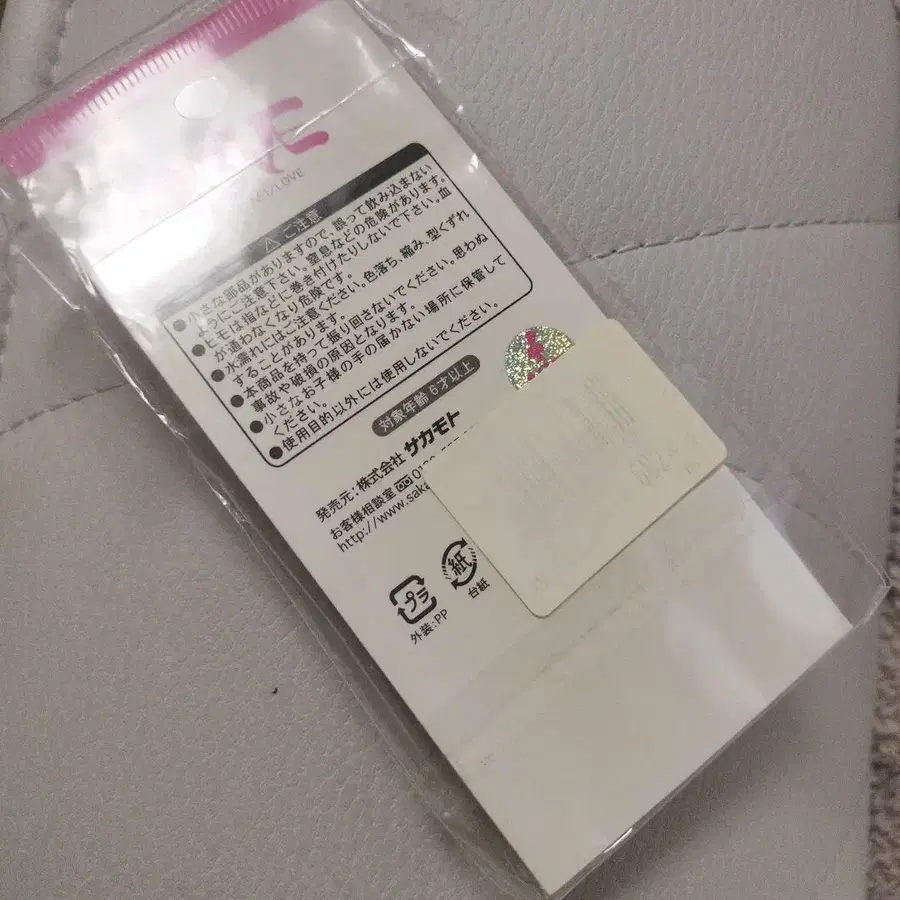 /LOVE
⚠ ご注意
●小さな部品がありますので、誤って飲み込まない
ようにご注意下さい。窒息などの危険があります。
●ヒモは指などに巻き付けたりしないで下さい。血
が通わなくなり危険です。
●水濡れにはご注意ください。色落ち、縮み、型くずれ
することがあります。
●本商品を持って振り回さないでください。思わぬ
事故や破損の原因となります。
●小さなお子様の手の届かない場所に保管して
ください。
●使用目的以外には使用しないでください。
対象年齢 6才以上
発売元:株式会社 サカモト
お客様相談室
http://www.sak
プラ
外装:PP
紙
台紙